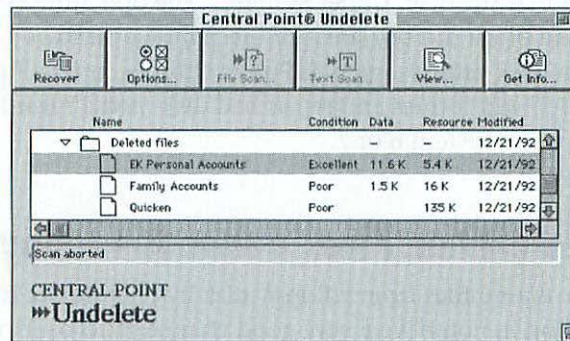 Central Point® Undelete
Recover Options... File Scan... Text Scan... View... Get Info...
Name Condition Data Resource Modified
Deleted files – – 12/21/92
EK Personal Accounts Excellent 11.6 K 5.4 K 12/21/92
Family Accounts Poor 1.5 K 16 K 12/21/92
Quicken Poor 135 K 12/21/92
Scan aborted
CENTRAL POINT
Undelete